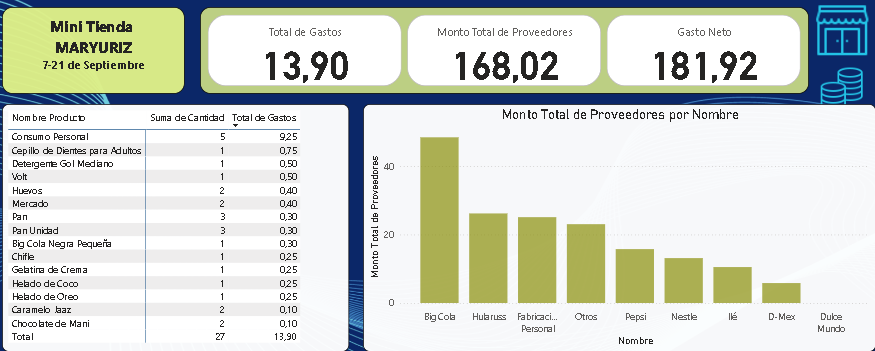 Mini Tienda
MARYURIZ
7-21 de Septiembre
Total de Gastos
13,90
Monto Total de Proveedores
168,02
Gasto Neto
181,92
Nombre Producto Suma de Cantidad Total de Gastos
Consumo Personal 5 9,25
Cepillo de Dientes para Adultos 1 0,75
Detergente Gol Mediano 1 0,50
Volt 1 0,50
Huevos 2 0,40
Mercado 2 0,40
Pan 3 0,30
Pan Unidad 3 0,30
Big Cola Negra Pequeña 1 0,30
Chifle 1 0,25
Gelatina de Crema 1 0,25
Helado de Coco 1 0,25
Helado de Oreo 1 0,25
Caramelo Jaaz 2 0,10
Chocolate de Mani 2 0,10
Total 27 13,90
Monto Total de Proveedores por Nombre
Monto Total de Proveedores
40
20
0
Big Cola Hularuss Fabricaci... Otros Pepsi Nestle Ilé D-Mex Dulce
Personal Mundo
Nombre